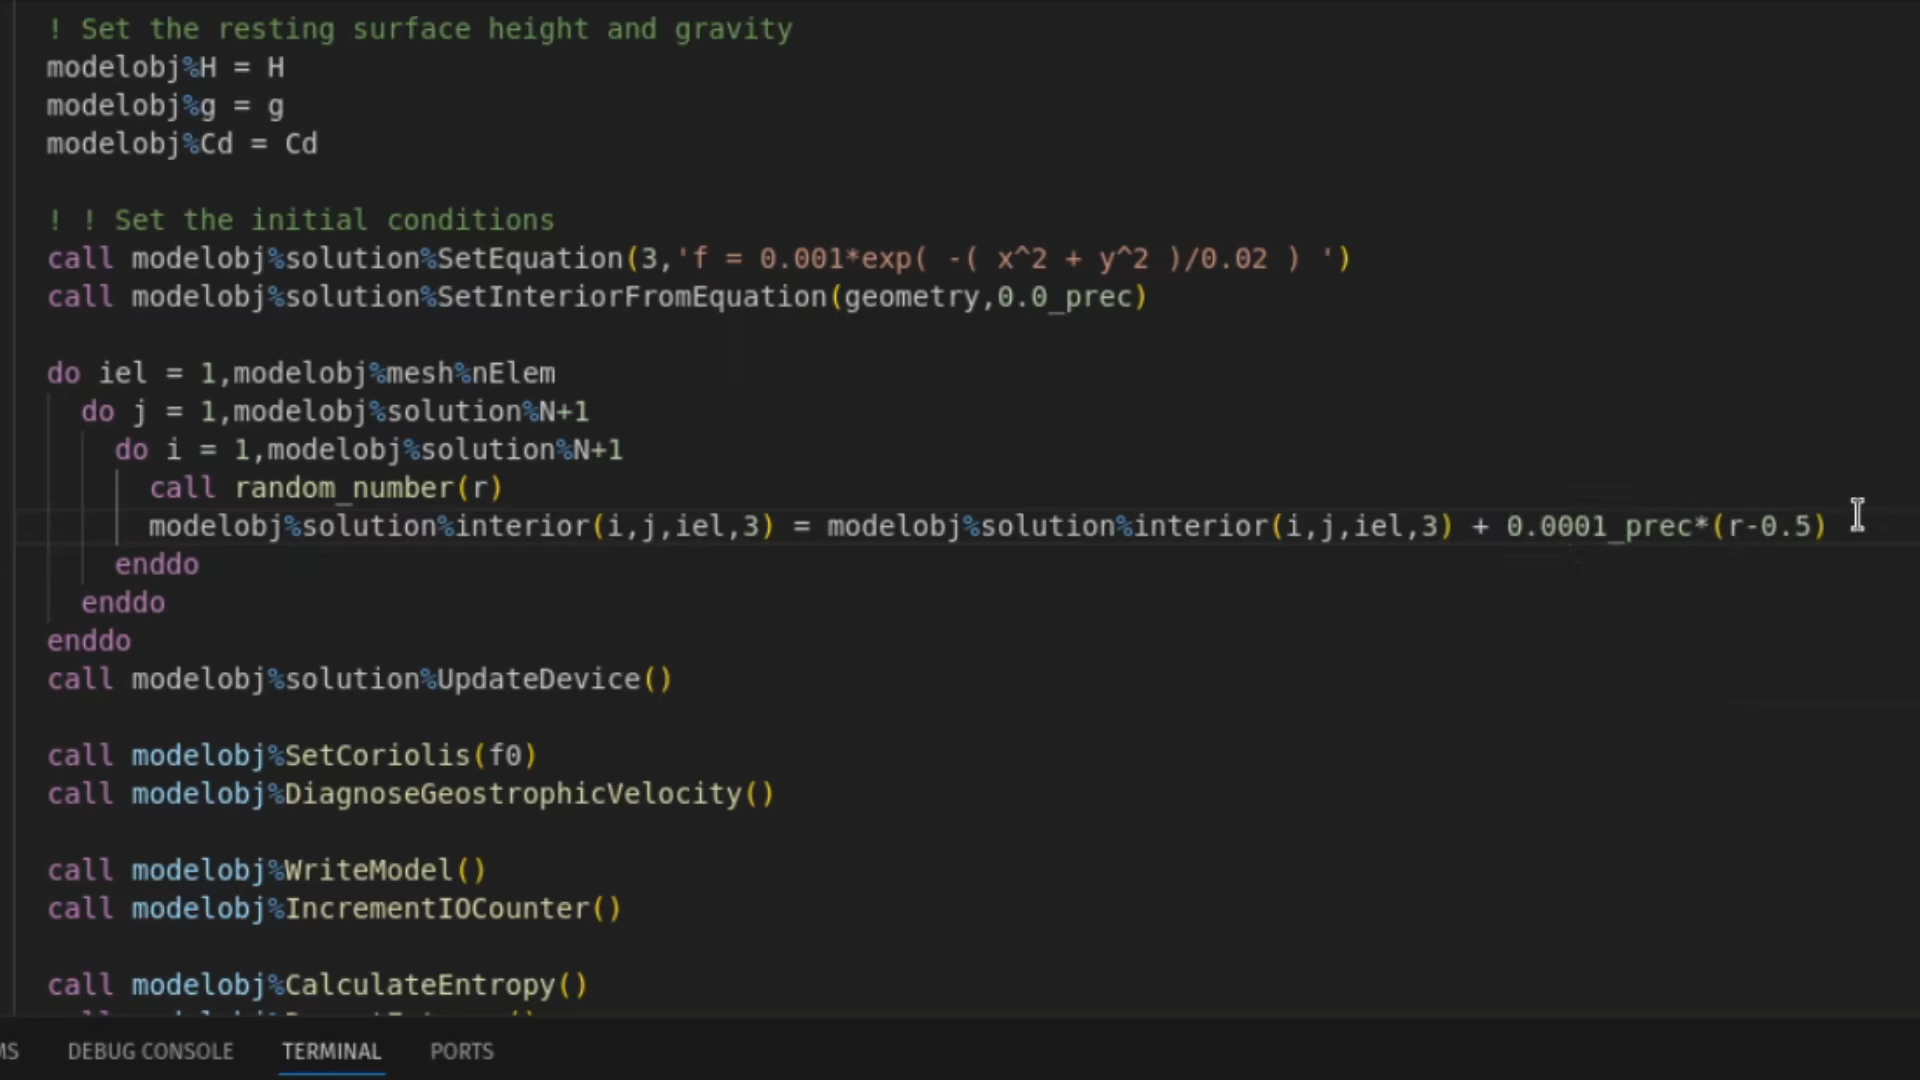 ! Set the resting surface height and gravity
modelobj%H = H
modelobj%g = g
modelobj%Cd = Cd
! ! Set the initial conditions
call modelobj%solution%SetEquation(3,'f = 0.001*exp( -( x^2 + y^2 )/0.02 ) ')
call modelobj%solution%SetInteriorFromEquation(geometry,0.0_prec)
do iel = 1,modelobj%mesh%nElem
do j = 1,modelobj%solution%N+1
do i = 1,modelobj%solution%N+1
call random_number(r)
modelobj%solution%interior(i,j,iel,3) = modelobj%solution%interior(i,j,iel,3) + 0.0001_prec*(r-0.5)
enddo
enddo
enddo
call modelobj%solution%UpdateDevice()
call modelobj%SetCoriolis(f0)
call modelobj%DiagnoseGeostrophicVelocity()
call modelobj%WriteModel()
call modelobj%IncrementIOCounter()
call modelobj%CalculateEntropy()
MS DEBUG CONSOLE TERMINAL PORTS